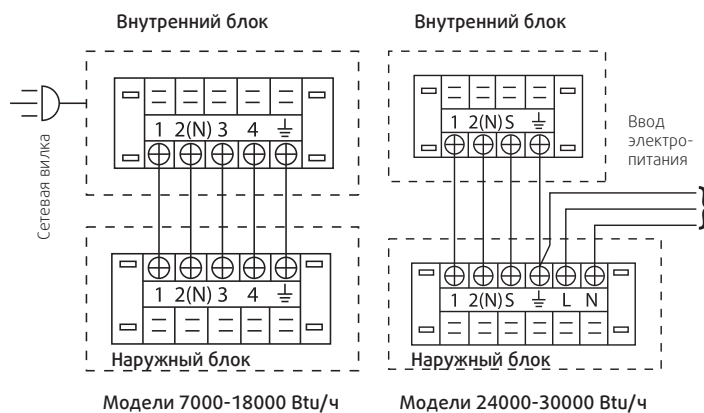 Внутренний блок
Внутренний блок
1 2(N) 3 4 ⏚
1 2(N) S ⏚
Сетевая вилка
Ввод
электро-
питания
1 2(N) 3 4 ⏚
1 2(N) S ⏚ L N
Наружный блок
Наружный блок
Модели 7000-18000 Btu/ч
Модели 24000-30000 Btu/ч